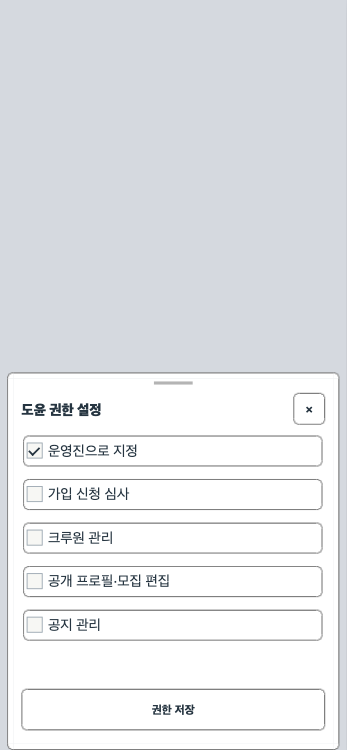 도윤 권한 설정
×
운영진으로 지정
가입 신청 심사
크루원 관리
공개 프로필·모집 편집
공지 관리
권한 저장